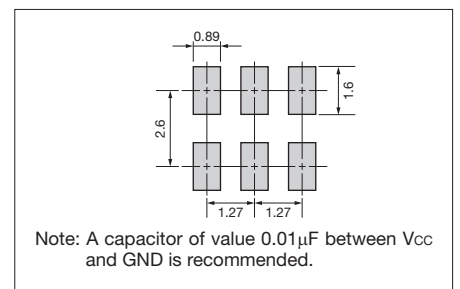 0.89
1.6
2.6
1.27 1.27
Note: A capacitor of value 0.01µF between Vcc
and GND is recommended.